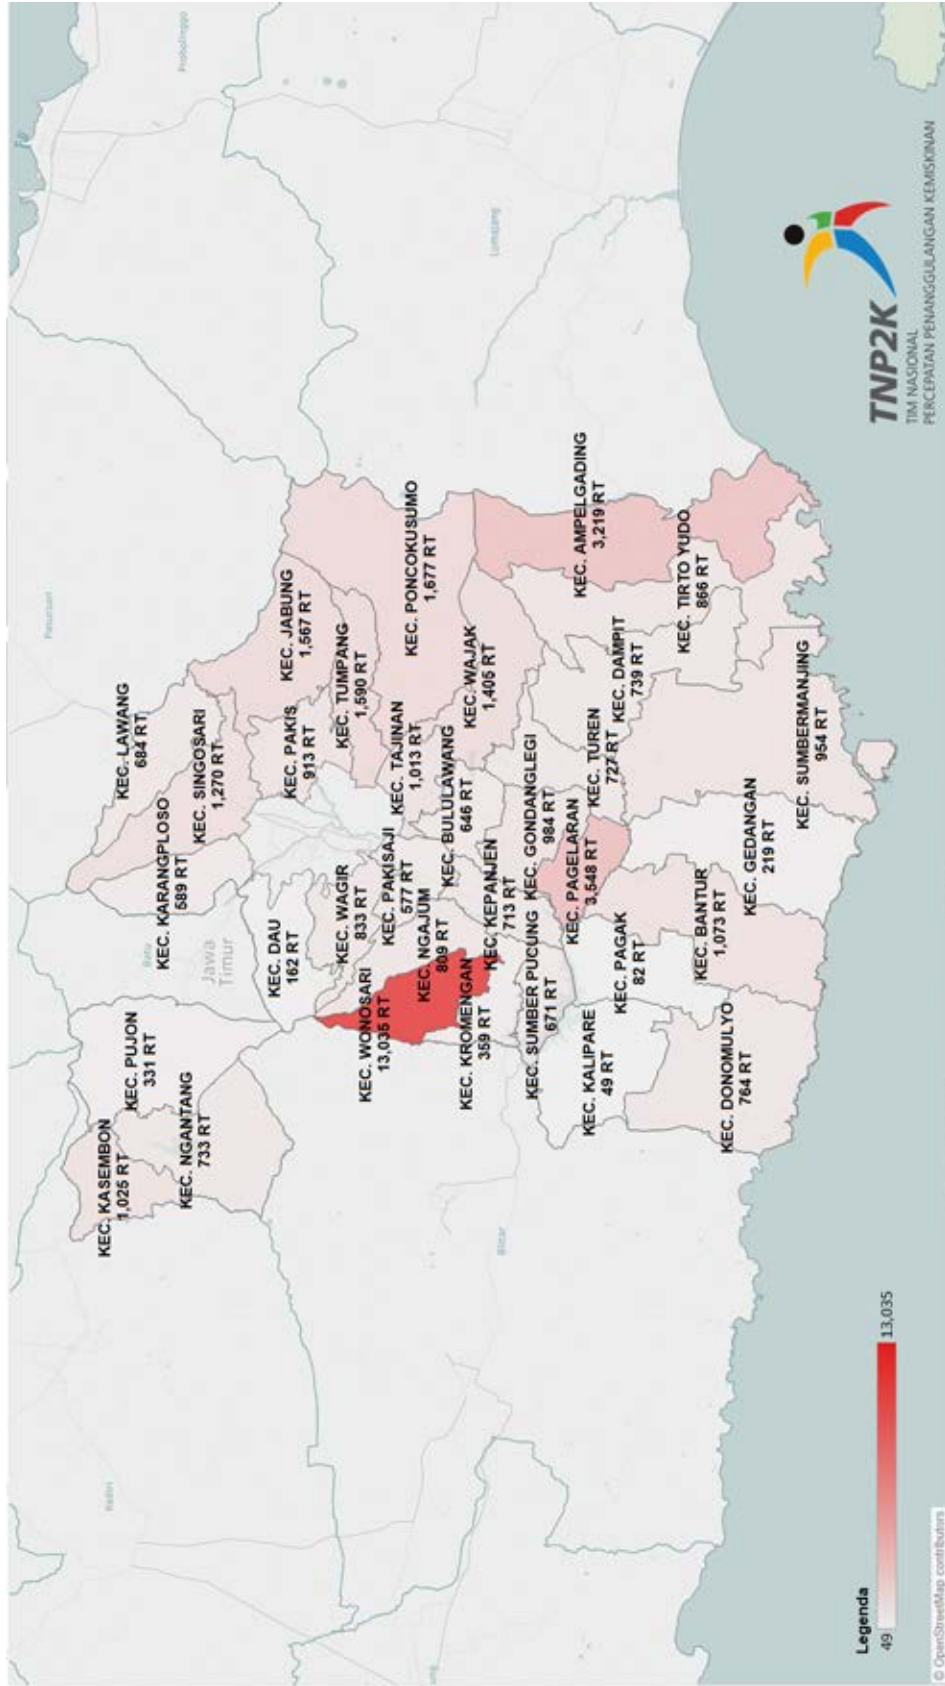 Probolinggo
Pasuruan
KEC. LAWANG
684 RT
KEC. SINGOSARI
1,270 RT
KEC. KARANGPLOSO
589 RT
KEC. JABUNG
1,567 RT
KEC. PAKIS
913 RT
KEC. TUMPANG
1,590 RT
KEC. PONCOKUSUMO
1,677 RT
Lumajang
KEC. KASEMBON
1,025 RT
KEC. PUJON
331 RT
KEC. NGANTANG
733 RT
Batu
Jawa
Timur
KEC. DAU
162 RT
KEC. WAGIR
833 RT
KEC. TAJINAN
1,013 RT
KEC. WAJAK
1,405 RT
KEC. PAKISAJI
577 RT
KEC. BULULAWANG
646 RT
KEC. WONOSARI
13,035 RT
KEC. NGAJUM
809 RT
KEC. KROMENGAN
359 RT
KEC. KEPANJEN
713 RT
KEC. GONDANGLEGI
984 RT
KEC. AMPELGADING
3,219 RT
KEC. SUMBER PUCUNG
671 RT
KEC. PAGELARAN
3,548 RT
KEC. TUREN
727 RT
KEC. DAMPIT
739 RT
KEC. TIRTO YUDO
866 RT
KEC. KALIPARE
49 RT
KEC. PAGAK
82 RT
KEC. BANTUR
1,073 RT
KEC. GEDANGAN
219 RT
KEC. SUMBERMANJING
954 RT
KEC. DONOMULYO
764 RT
Kediri
Blitar
Legenda
49
13,035
TNP2K
TIM NASIONAL
PERCEPATAN PENANGGULANGAN KEMISKINAN
© OpenStreetMap contributors